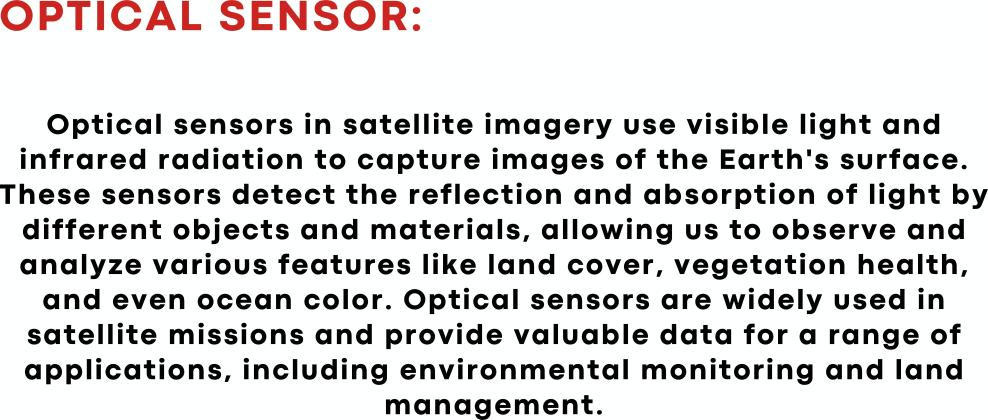 OPTICAL SENSOR:
Optical sensors in satellite imagery use visible light and
infrared radiation to capture images of the Earth's surface.
These sensors detect the reflection and absorption of light by
different objects and materials, allowing us to observe and
analyze various features like land cover, vegetation health,
and even ocean color. Optical sensors are widely used in
satellite missions and provide valuable data for a range of
applications, including environmental monitoring and land
management.